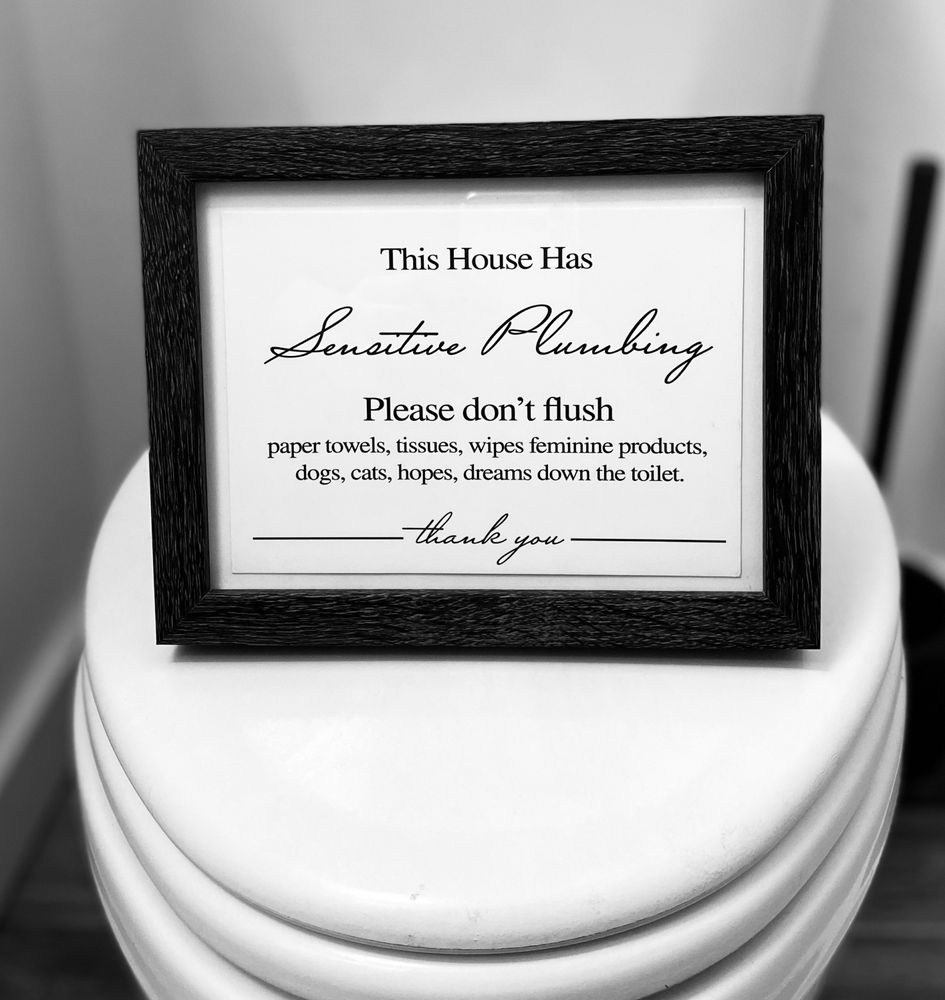 This House Has
Sensitive Plumbing
Please don’t flush
paper towels, tissues, wipes feminine products,
dogs, cats, hopes, dreams down the toilet.
thank you